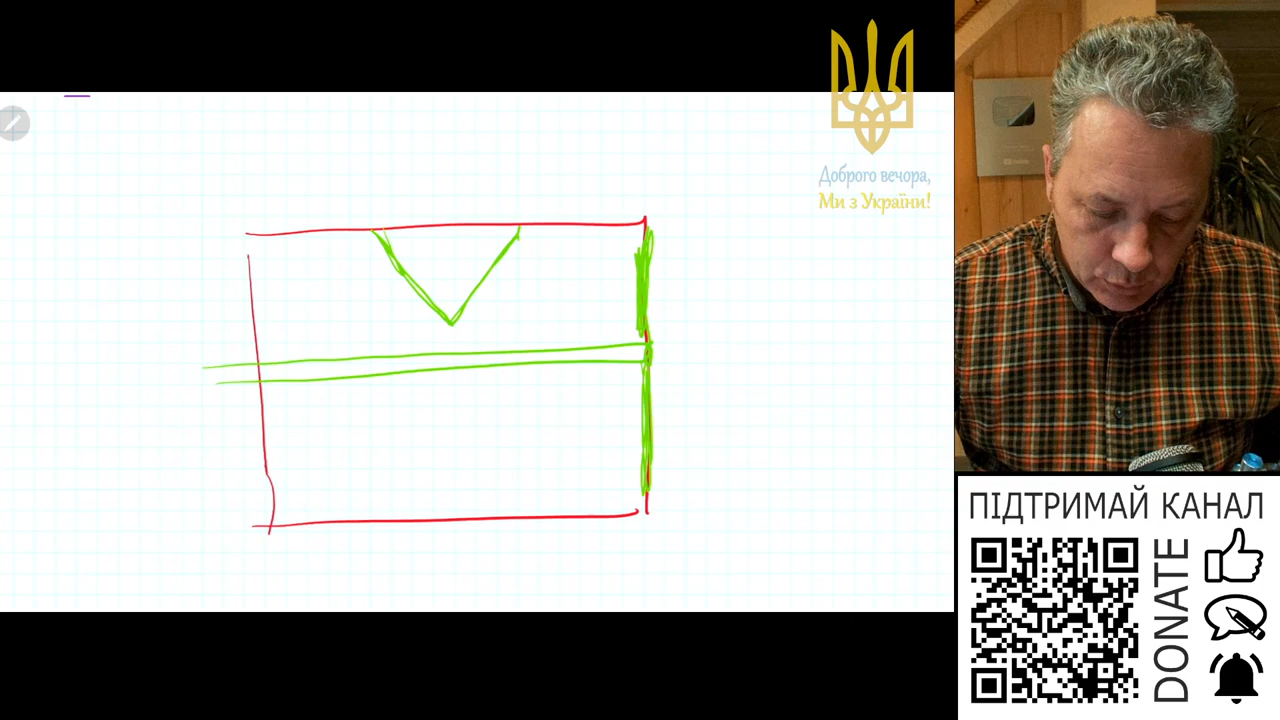 Доброго вечора,
Ми з України!
ПІДТРИМАЙ КАНАЛ
DONATE